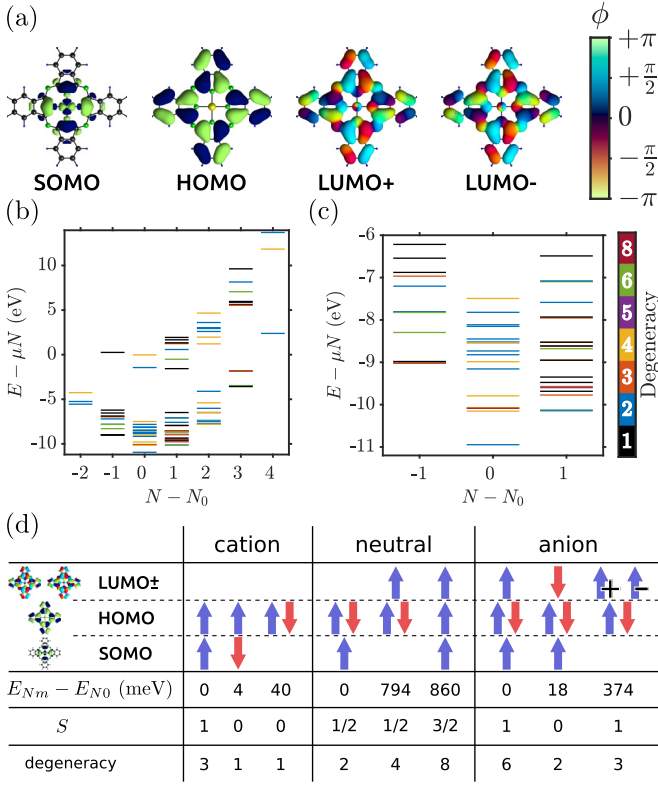 (a)
ϕ
+π
+π/2
0
−π/2
−π
SOMO HOMO LUMO+ LUMO-
(b)
10
5
0
-5
-10
E − μN (eV)
-2 -1 0 1 2 3 4
N − N₀
(c)
-6
-7
-8
-9
-10
-11
E − μN (eV)
-1 0 1
N − N₀
8
6
5
4
3
2
1
Degeneracy
(d)
cation neutral anion
LUMO± + -
HOMO
SOMO
E_{Nm} − E_{N0} (meV) 0 4 40 0 794 860 0 18 374
S 1 0 0 1/2 1/2 3/2 1 0 1
degeneracy 3 1 1 2 4 8 6 2 3